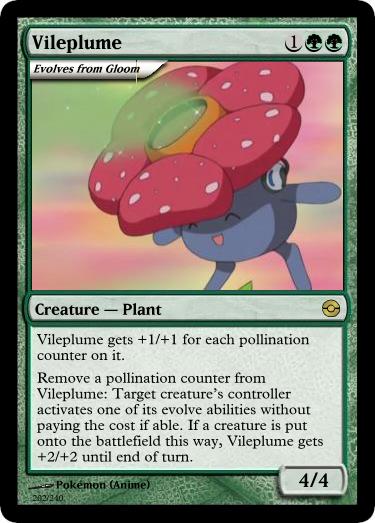 Vileplume 1
Evolves from Gloom
Creature — Plant
Vileplume gets +1/+1 for each pollination
counter on it.
Remove a pollination counter from
Vileplume: Target creature's controller
activates one of its evolve abilities without
paying the cost if able. If a creature is put
onto the battlefield this way, Vileplume gets
+2/+2 until end of turn.
4/4
Pokémon (Anime)
202/240